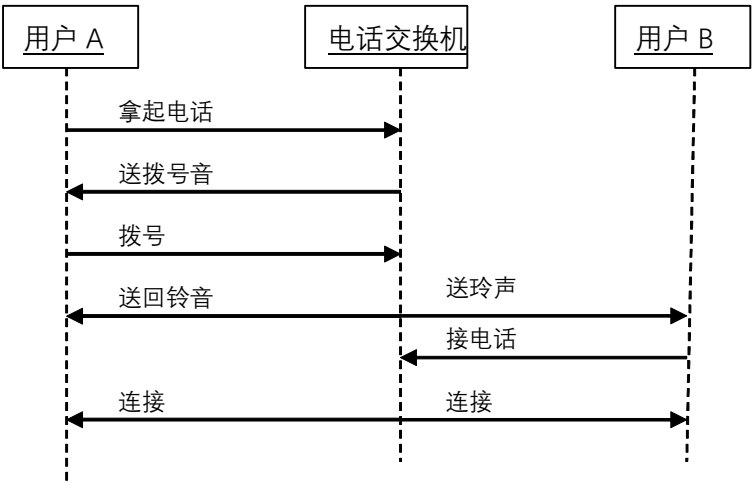 用户 A
电话交换机
用户 B
拿起电话
送拨号音
拨号
送回铃音
送玲声
接电话
连接
连接